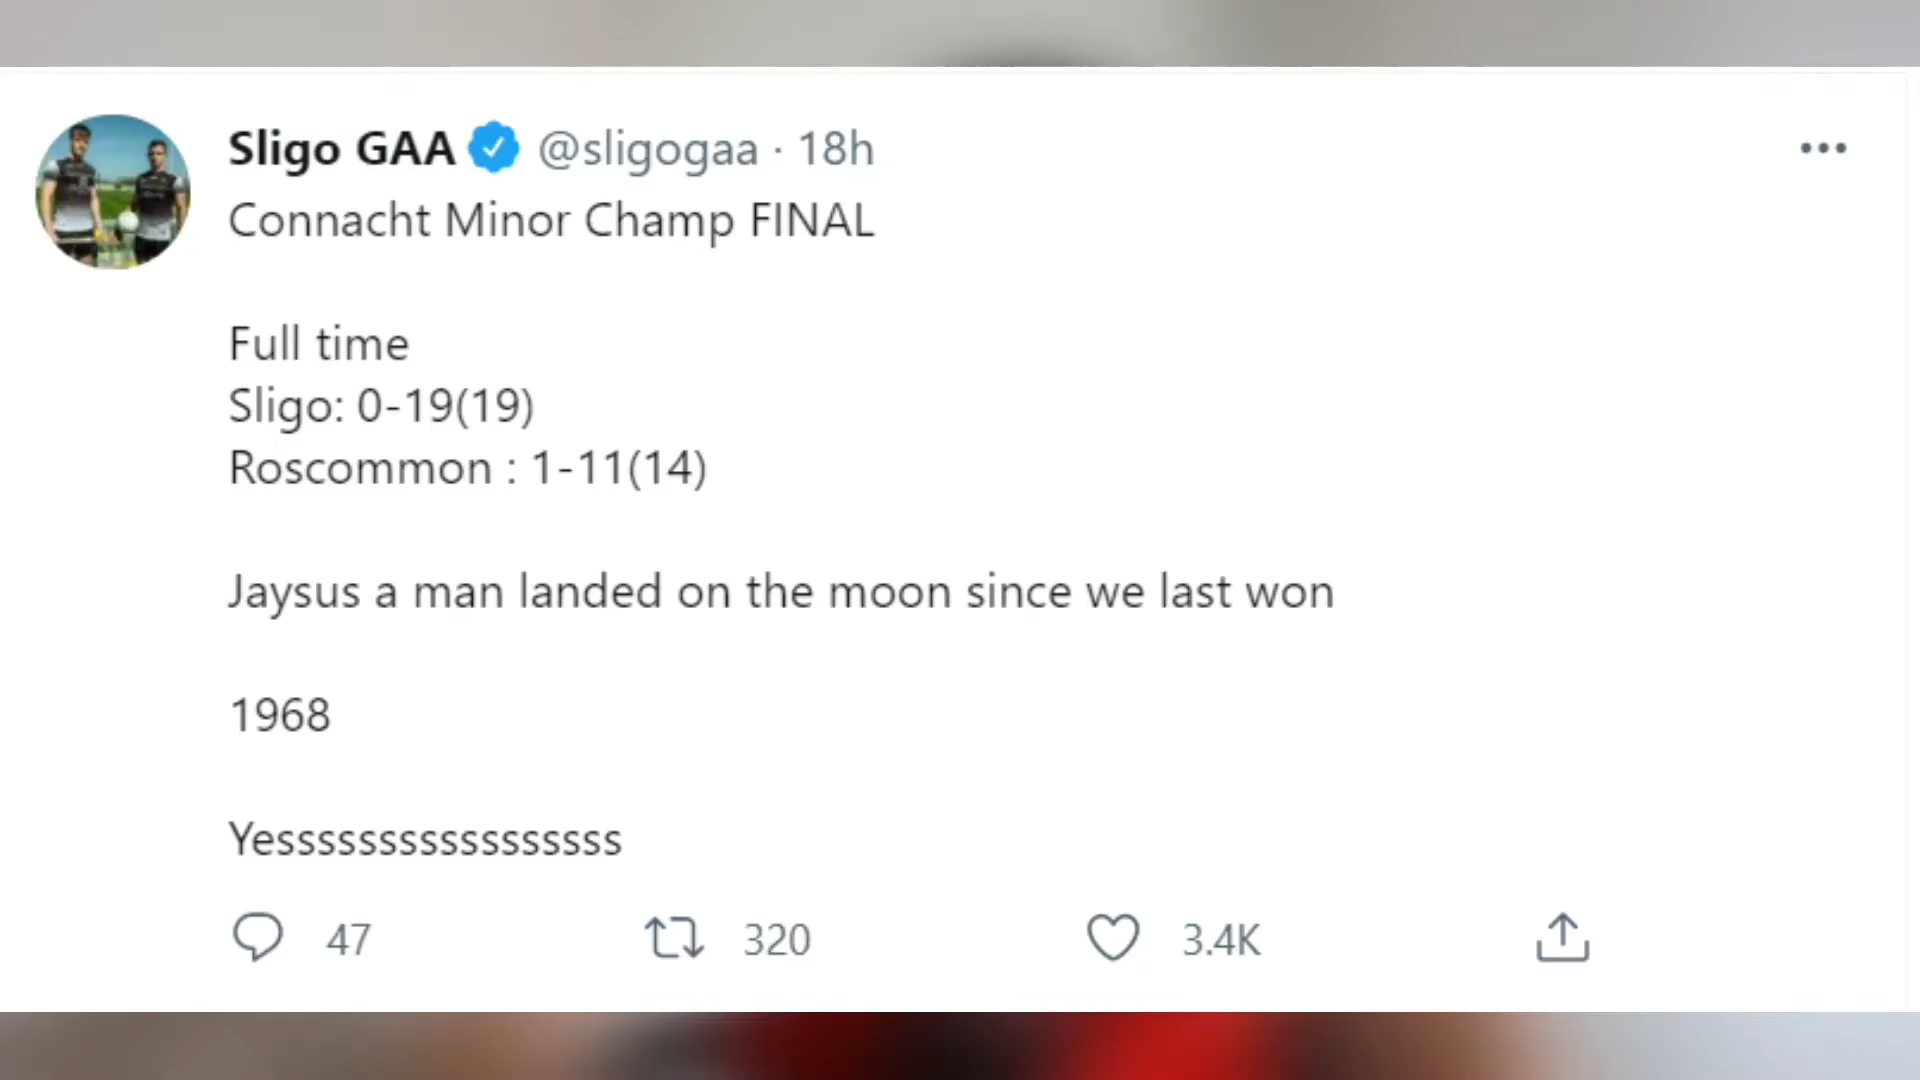 Sligo GAA @sligogaa · 18h
Connacht Minor Champ FINAL
Full time
Sligo: 0-19(19)
Roscommon : 1-11(14)
Jaysus a man landed on the moon since we last won
1968
Yesssssssssssssssss
47 320 3.4K